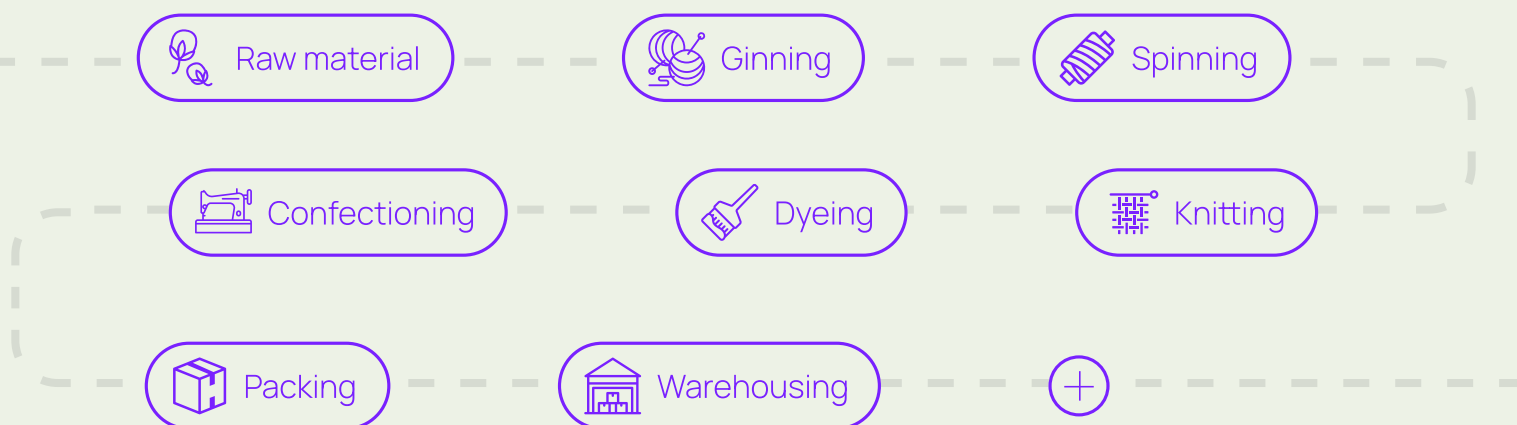 Raw material
Ginning
Spinning
Confectioning
Dyeing
Knitting
Packing
Warehousing